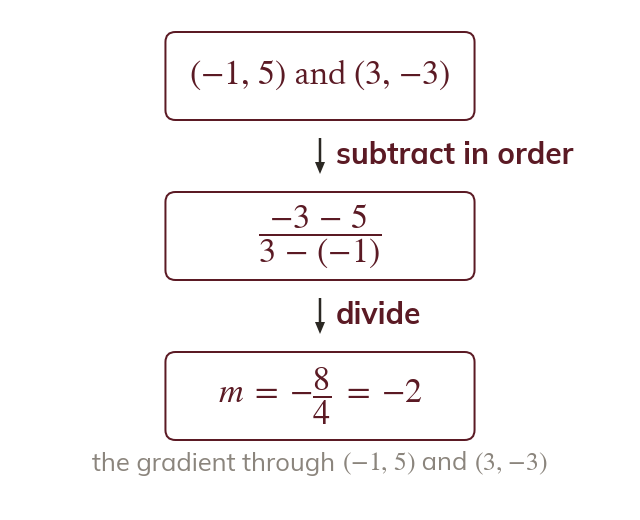 (−1, 5) and (3, −3)
subtract in order
−3 − 5
3 − (−1)
divide
m = −8/4 = −2
the gradient through (−1, 5) and (3, −3)